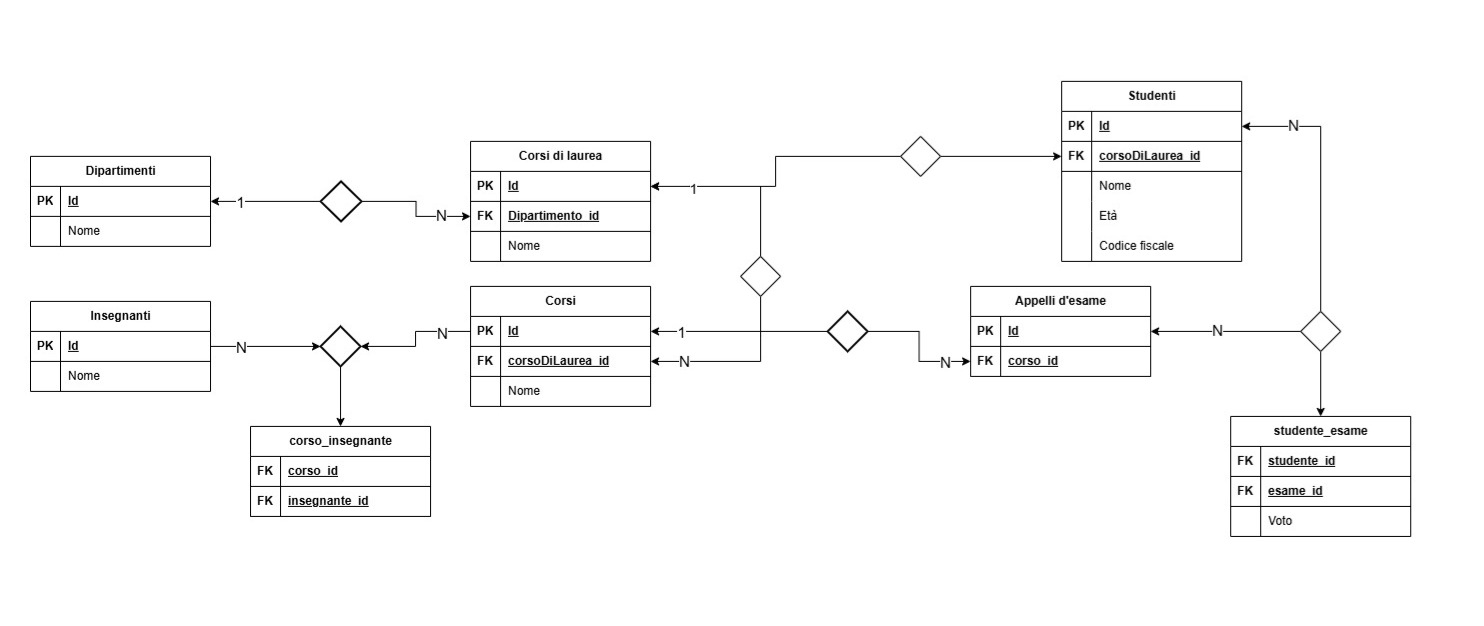 Dipartimenti
PK Id
Nome
1
N
Corsi di laurea
PK Id
FK Dipartimento_id
Nome
1
Studenti
PK Id
FK corsoDiLaurea_id
Nome
Età
Codice fiscale
N
Insegnanti
PK Id
Nome
N
N
Corsi
PK Id
FK corsoDiLaurea_id
Nome
1
N
N
Appelli d'esame
PK Id
FK corso_id
N
corso_insegnante
FK corso_id
FK insegnante_id
studente_esame
FK studente_id
FK esame_id
Voto